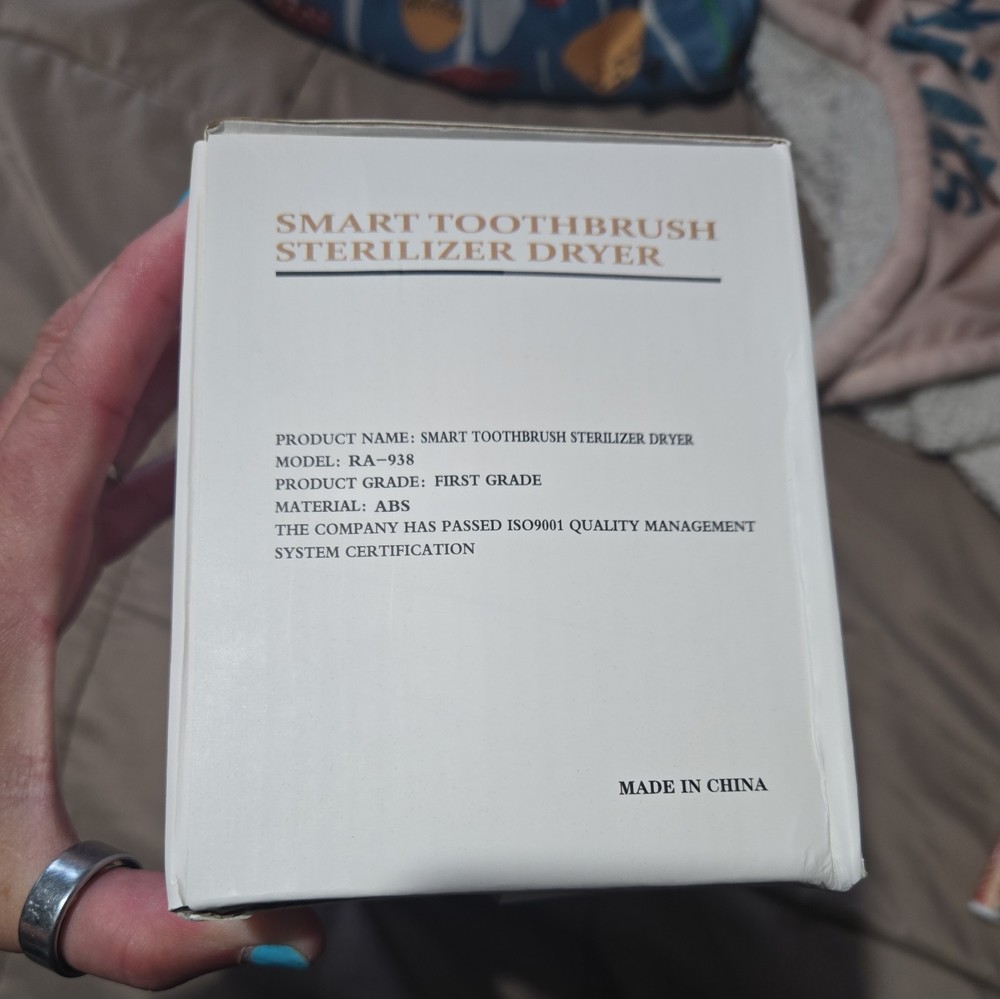 SMART TOOTHBRUSH
STERILIZER DRYER
PRODUCT NAME: SMART TOOTHBRUSH STERILIZER DRYER
MODEL: RA-938
PRODUCT GRADE: FIRST GRADE
MATERIAL: ABS
THE COMPANY HAS PASSED ISO9001 QUALITY MANAGEMENT
SYSTEM CERTIFICATION
MADE IN CHINA